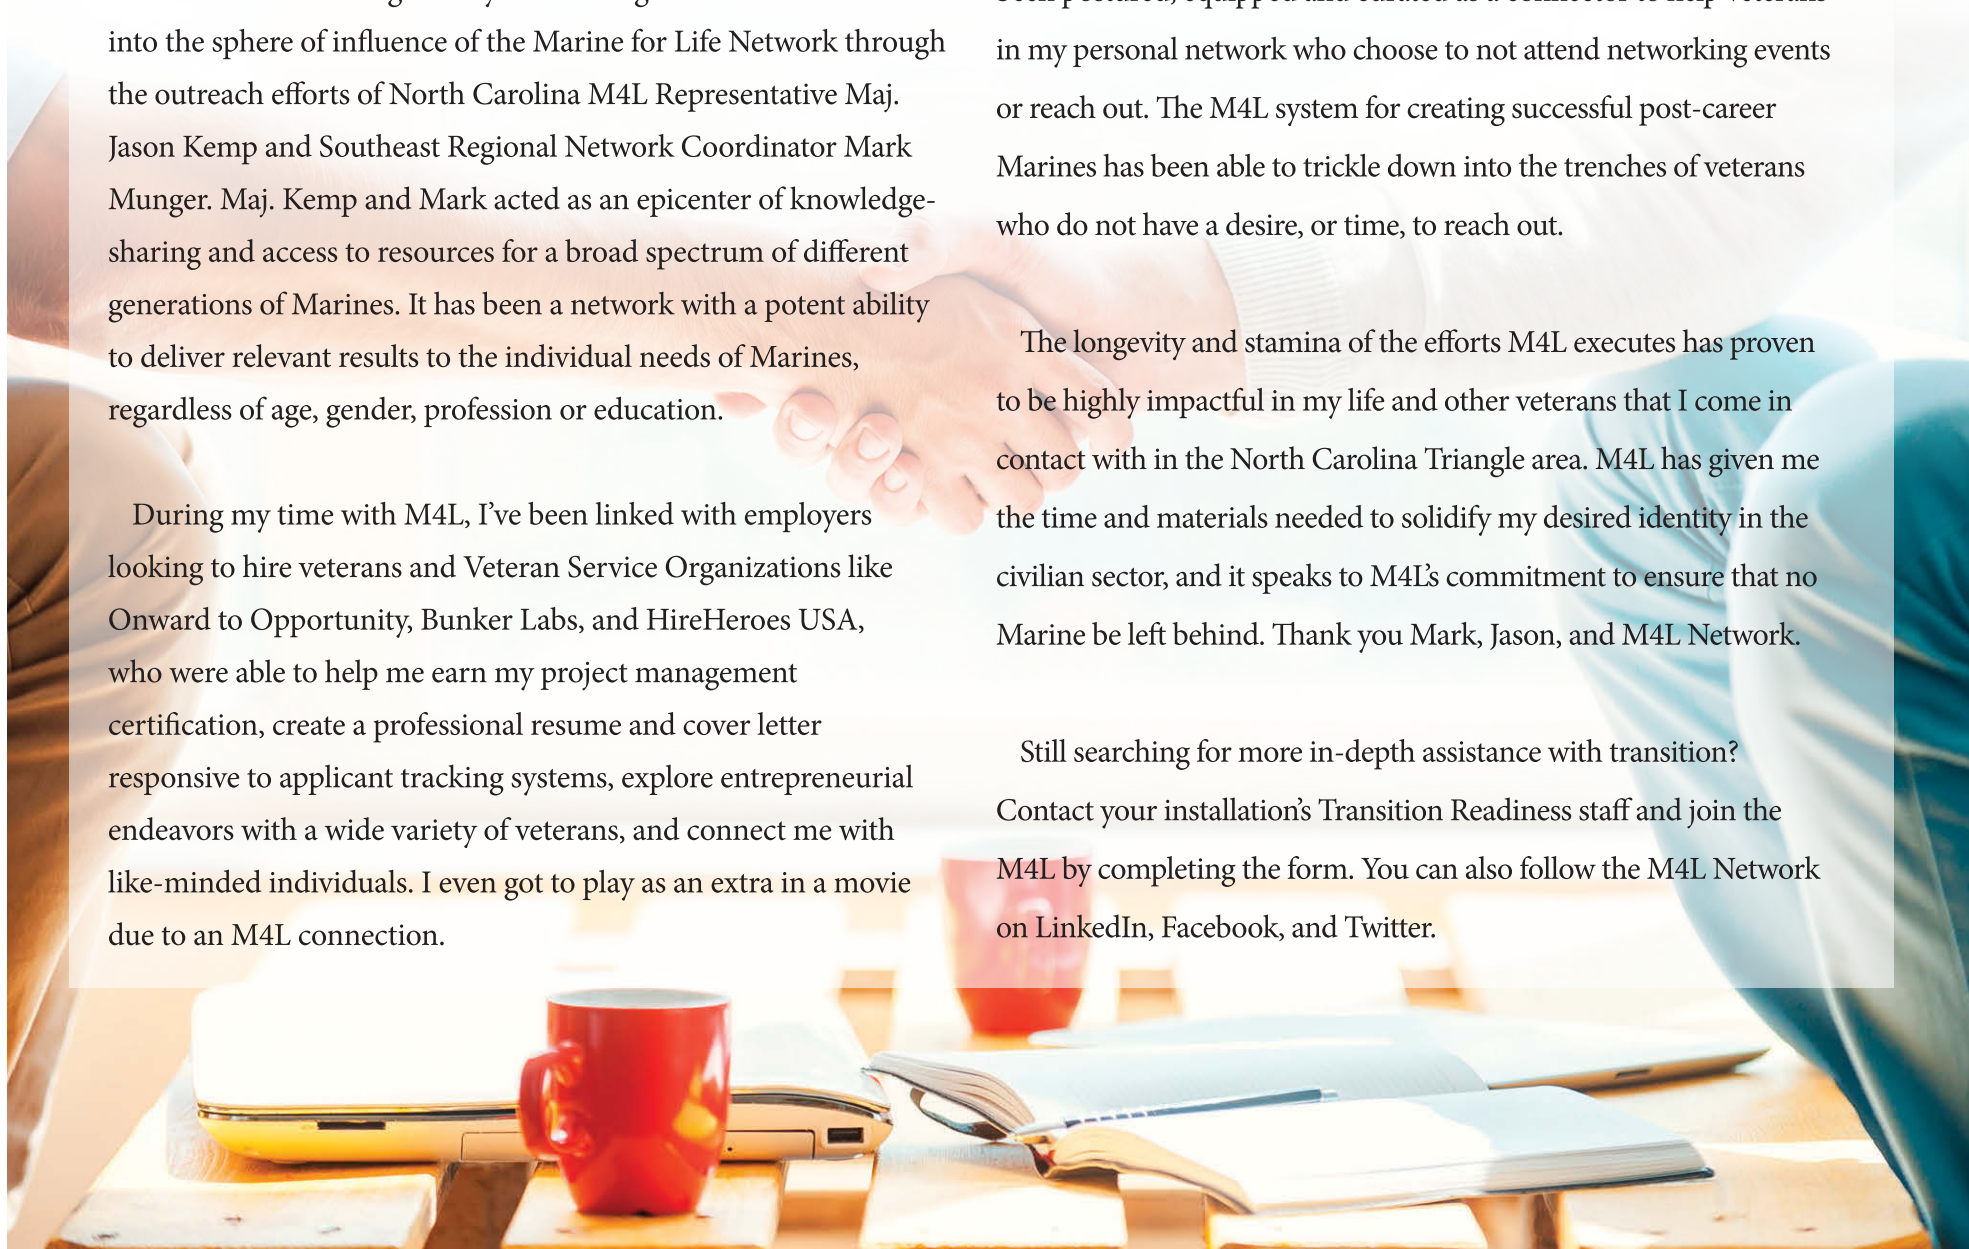 into the sphere of influence of the Marine for Life Network through
the outreach efforts of North Carolina M4L Representative Maj.
Jason Kemp and Southeast Regional Network Coordinator Mark
Munger. Maj. Kemp and Mark acted as an epicenter of knowledge-
sharing and access to resources for a broad spectrum of different
generations of Marines. It has been a network with a potent ability
to deliver relevant results to the individual needs of Marines,
regardless of age, gender, profession or education.
During my time with M4L, I’ve been linked with employers
looking to hire veterans and Veteran Service Organizations like
Onward to Opportunity, Bunker Labs, and HireHeroes USA,
who were able to help me earn my project management
certification, create a professional resume and cover letter
responsive to applicant tracking systems, explore entrepreneurial
endeavors with a wide variety of veterans, and connect me with
like-minded individuals. I even got to play as an extra in a movie
due to an M4L connection.
in my personal network who choose to not attend networking events
or reach out. The M4L system for creating successful post-career
Marines has been able to trickle down into the trenches of veterans
who do not have a desire, or time, to reach out.
The longevity and stamina of the efforts M4L executes has proven
to be highly impactful in my life and other veterans that I come in
contact with in the North Carolina Triangle area. M4L has given me
the time and materials needed to solidify my desired identity in the
civilian sector, and it speaks to M4L’s commitment to ensure that no
Marine be left behind. Thank you Mark, Jason, and M4L Network.
Still searching for more in-depth assistance with transition?
Contact your installation’s Transition Readiness staff and join the
M4L by completing the form. You can also follow the M4L Network
on LinkedIn, Facebook, and Twitter.